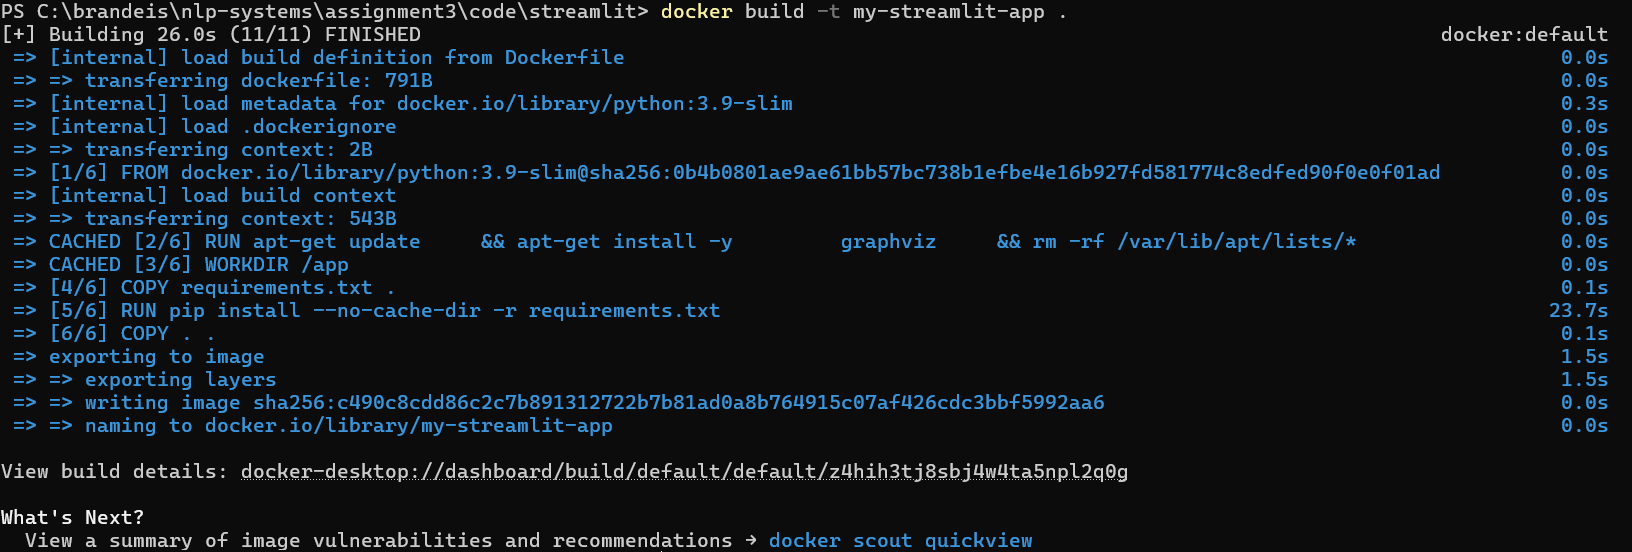 PS C:\brandeis\nlp-systems\assignment3\code\streamlit> docker build -t my-streamlit-app .
[+] Building 26.0s (11/11) FINISHED docker:default
=> [internal] load build definition from Dockerfile 0.0s
=> => transferring dockerfile: 791B 0.0s
=> [internal] load metadata for docker.io/library/python:3.9-slim 0.3s
=> [internal] load .dockerignore 0.0s
=> => transferring context: 2B 0.0s
=> [1/6] FROM docker.io/library/python:3.9-slim@sha256:0b4b0801ae9ae61bb57bc738b1efbe4e16b927fd581774c8edfed90f0e0f01ad 0.0s
=> [internal] load build context 0.0s
=> => transferring context: 543B 0.0s
=> CACHED [2/6] RUN apt-get update && apt-get install -y graphviz && rm -rf /var/lib/apt/lists/* 0.0s
=> CACHED [3/6] WORKDIR /app 0.0s
=> [4/6] COPY requirements.txt . 0.1s
=> [5/6] RUN pip install --no-cache-dir -r requirements.txt 23.7s
=> [6/6] COPY . . 0.1s
=> exporting to image 1.5s
=> => exporting layers 1.5s
=> => writing image sha256:c490c8cdd86c2c7b891312722b7b81ad0a8b764915c07af426cdc3bbf5992aa6 0.0s
=> => naming to docker.io/library/my-streamlit-app 0.0s
View build details: docker-desktop://dashboard/build/default/default/z4hih3tj8sbj4w4ta5npl2q0g
What's Next?
View a summary of image vulnerabilities and recommendations → docker scout quickview